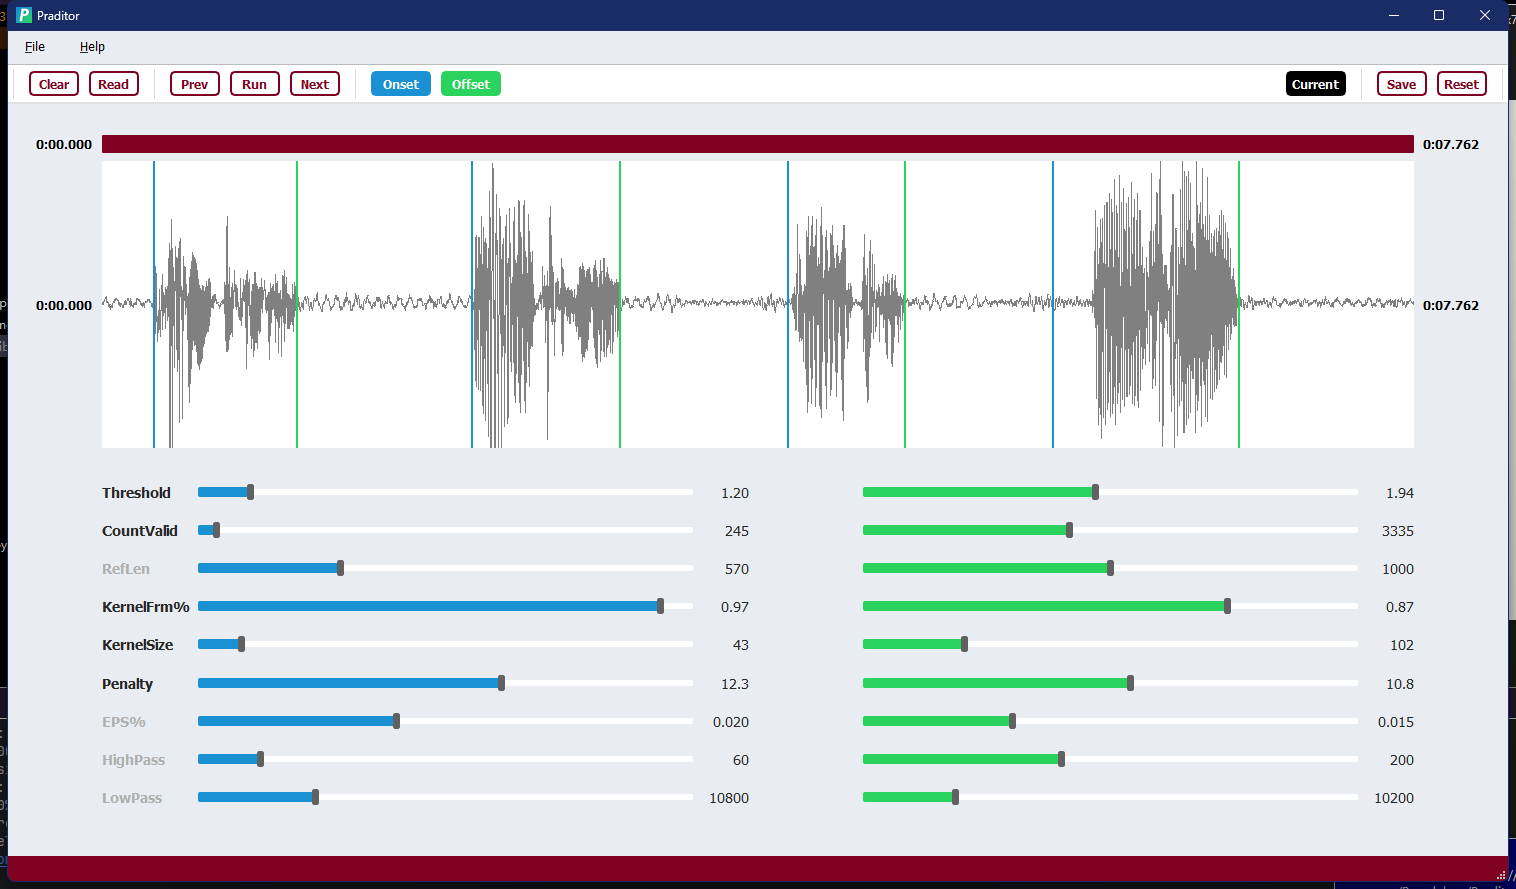 Praditor
File Help
Clear Read Prev Run Next Onset Offset Current Save Reset
0:00.000 0:07.762
0:00.000 0:07.762
Threshold 1.20 1.94
CountValid 245 3335
RefLen 570 1000
KernelFrm% 0.97 0.87
KernelSize 43 102
Penalty 12.3 10.8
EPS% 0.020 0.015
HighPass 60 200
LowPass 10800 10200